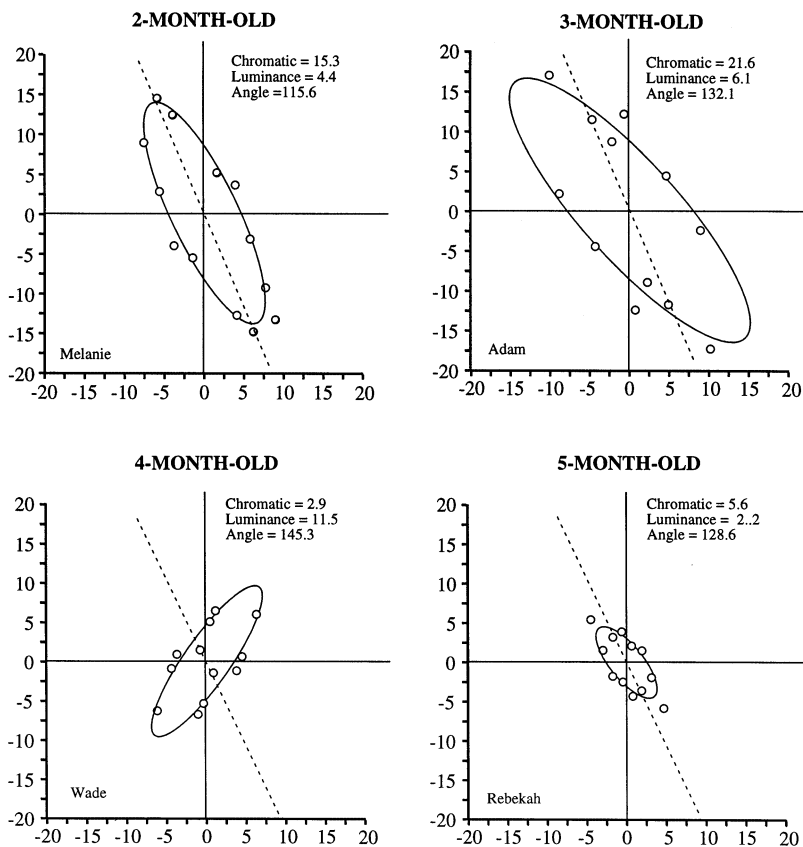 2-MONTH-OLD
Chromatic = 15.3
Luminance = 4.4
Angle =115.6
20
15
10
5
0
-5
-10
-15
-20
Melanie
-20 -15 -10 -5 0 5 10 15 20
3-MONTH-OLD
Chromatic = 21.6
Luminance = 6.1
Angle = 132.1
20
15
10
5
0
-5
-10
-15
-20
Adam
-20 -15 -10 -5 0 5 10 15 20
4-MONTH-OLD
Chromatic = 2.9
Luminance = 11.5
Angle = 145.3
20
15
10
5
0
-5
-10
-15
-20
Wade
-20 -15 -10 -5 0 5 10 15 20
5-MONTH-OLD
Chromatic = 5.6
Luminance = 2..2
Angle = 128.6
20
15
10
5
0
-5
-10
-15
-20
Rebekah
-20 -15 -10 -5 0 5 10 15 20